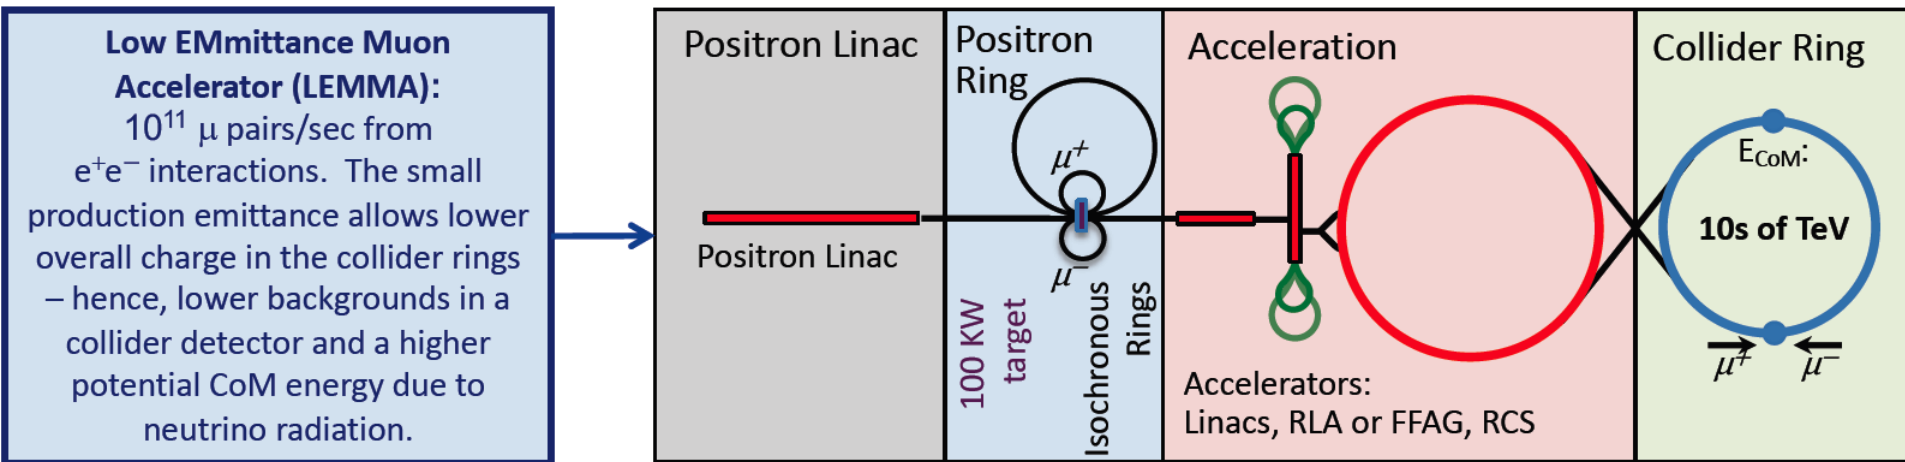 Low EMmittance Muon
Accelerator (LEMMA):
10¹¹ μ pairs/sec from
e⁺e⁻ interactions. The small
production emittance allows lower
overall charge in the collider rings
– hence, lower backgrounds in a
collider detector and a higher
potential CoM energy due to
neutrino radiation.
Positron Linac
Positron Linac
Positron
Ring
μ⁺
μ⁻
100 KW
target
Isochronous
Rings
Acceleration
Accelerators:
Linacs, RLA or FFAG, RCS
Collider Ring
E_CoM:
10s of TeV
μ⁺
μ⁻